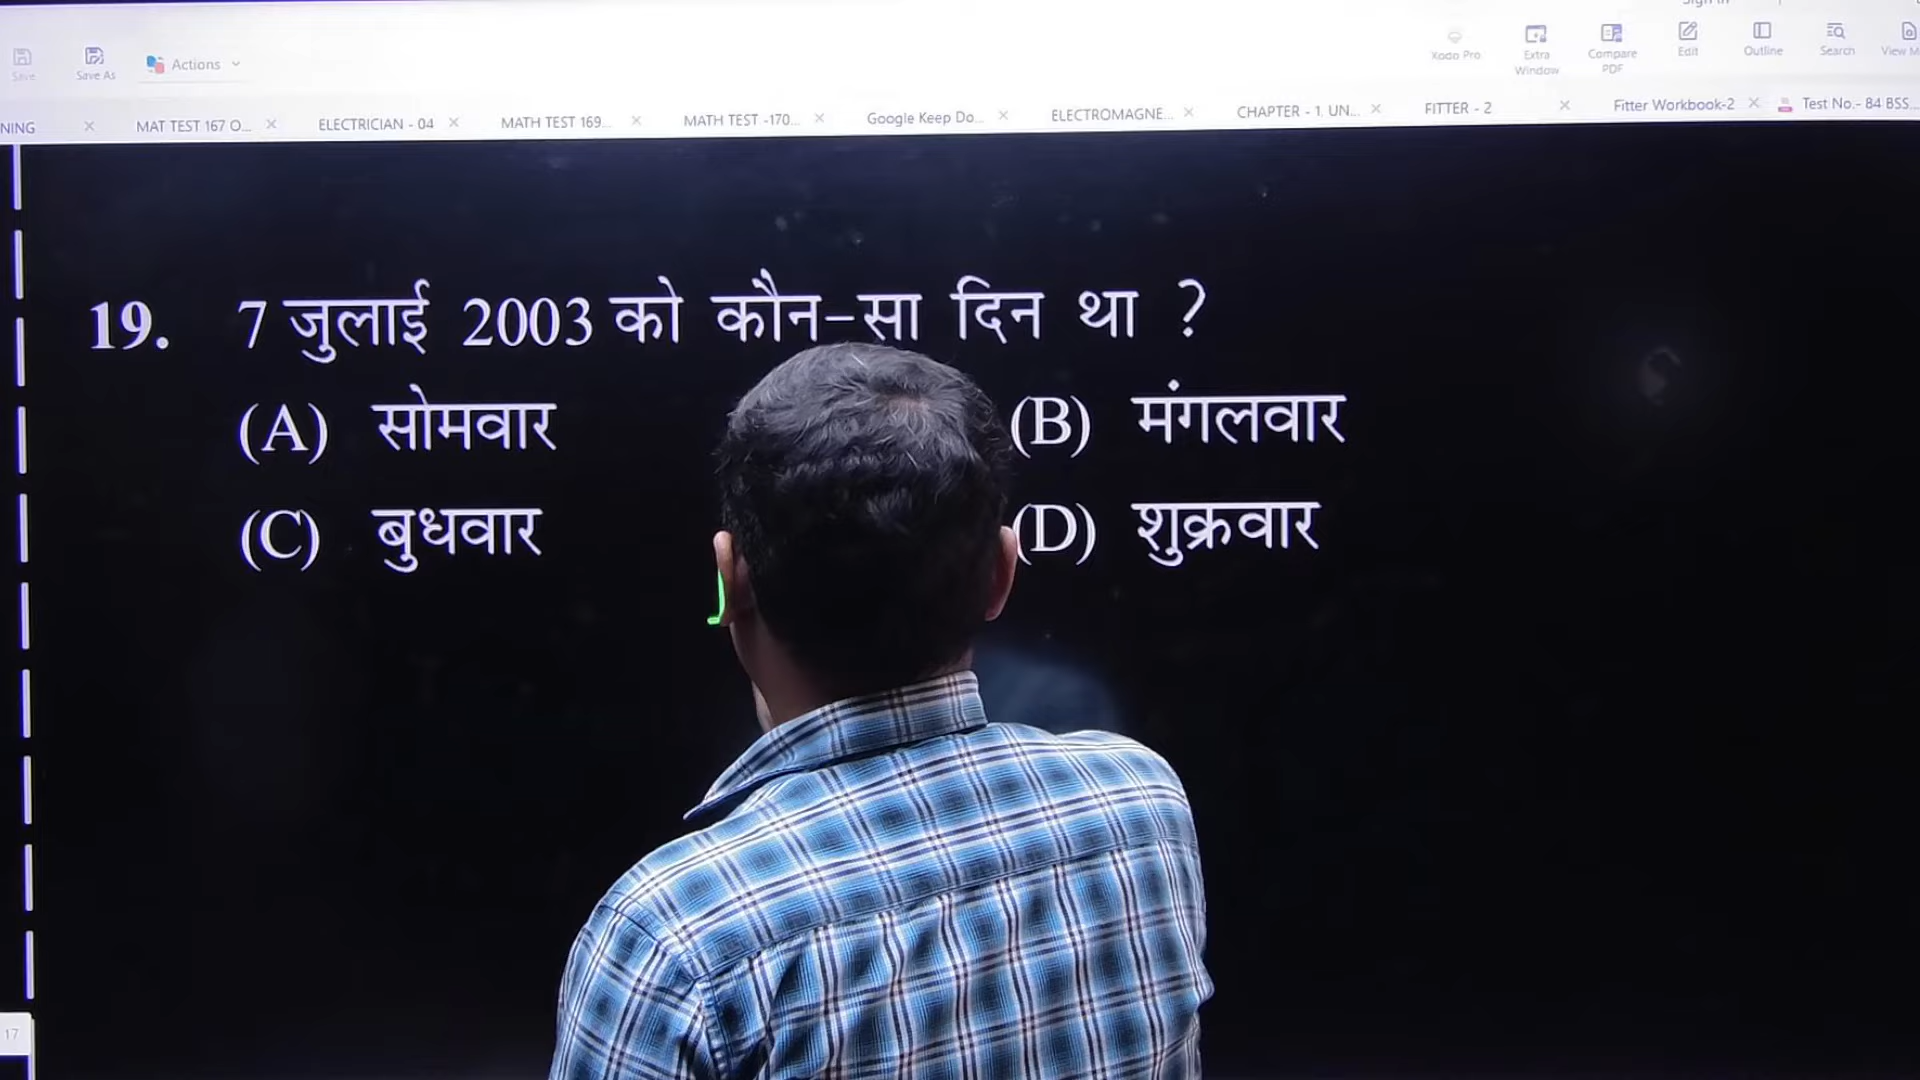 Save
Save As
Actions
Xodo Pro
Extra Window
Compare PDF
Edit
Outline
Search
View
NING
MAT TEST 167 O...
ELECTRICIAN - 04
MATH TEST 169...
MATH TEST -170...
Google Keep Do...
ELECTROMAGNE...
CHAPTER - 1. UN...
FITTER - 2
Fitter Workbook-2
Test No.- 84 BSS...
19. 7 जुलाई 2003 को कौन-सा दिन था ?
(A) सोमवार (B) मंगलवार
(C) बुधवार (D) शुक्रवार
17